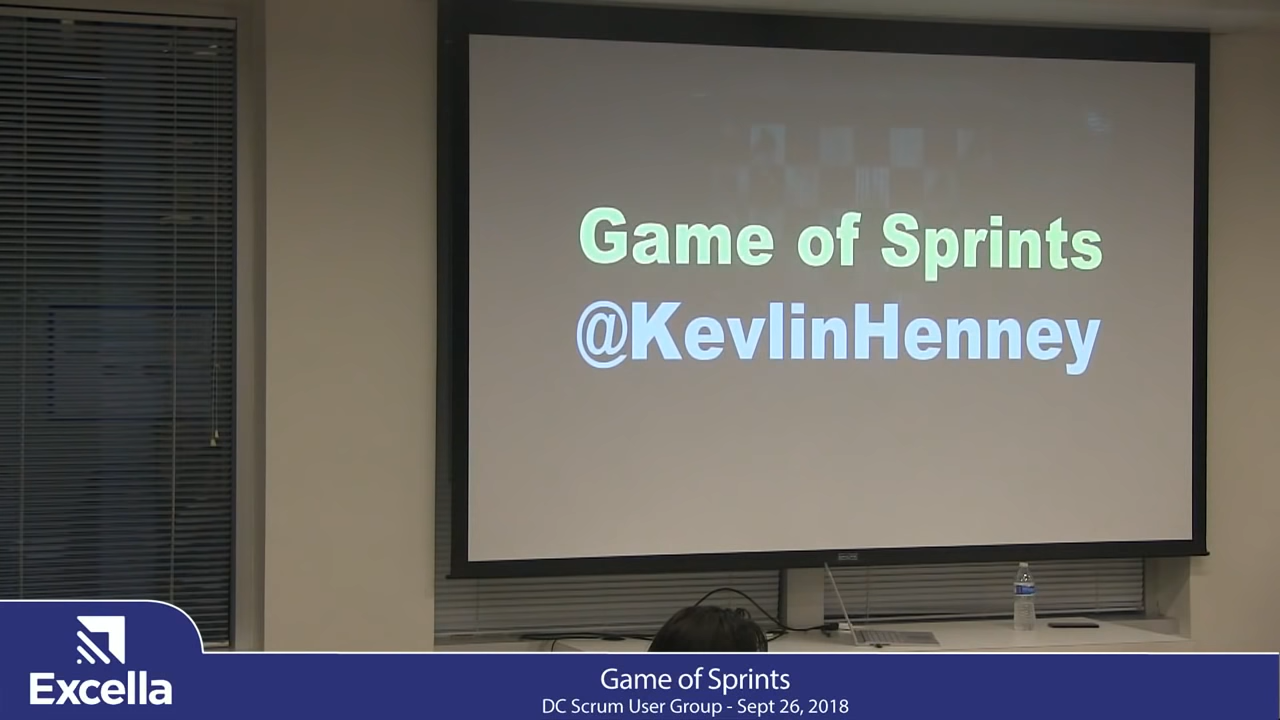 Game of Sprints
@KevlinHenney
Excella
Game of Sprints
DC Scrum User Group - Sept 26, 2018